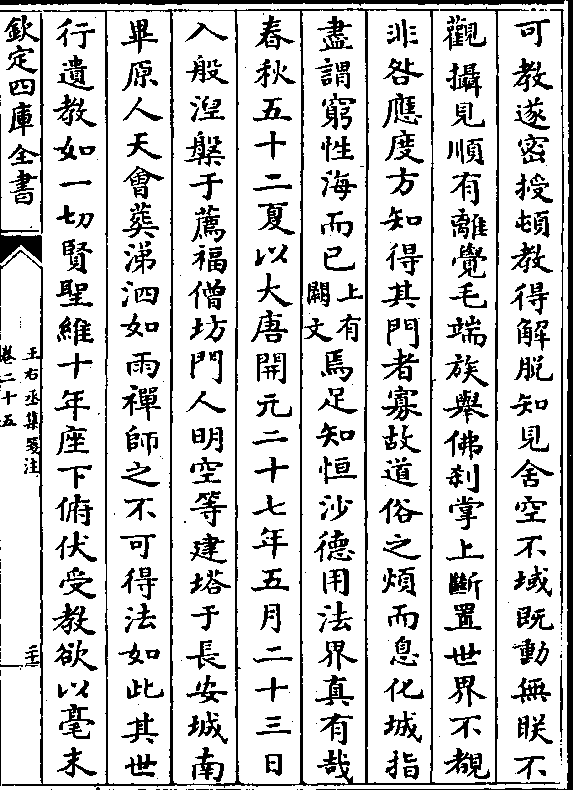 可教遂密授頓教得解脫知見舍空不域既動無眹不
觀攝見順有離覺毛端族舉佛刹掌上斷置世界不覩
非咎應度方知得其門者寡故道俗之煩而息化城指
盡謂窮性海而已上有闕文焉足知恒沙德用法界真有哉
春秋五十二夏以大唐開元二十七年五月二十三日
入般湼槃于薦福僧坊門人明空等建塔于長安城南
畢原人天會葬涕泗如雨禪師之不可得法如此其世
行遺教如一切賢聖維十年座下俯伏受教欲以毫末
欽定四庫全書
王右丞集箋注
卷二十五
二十一